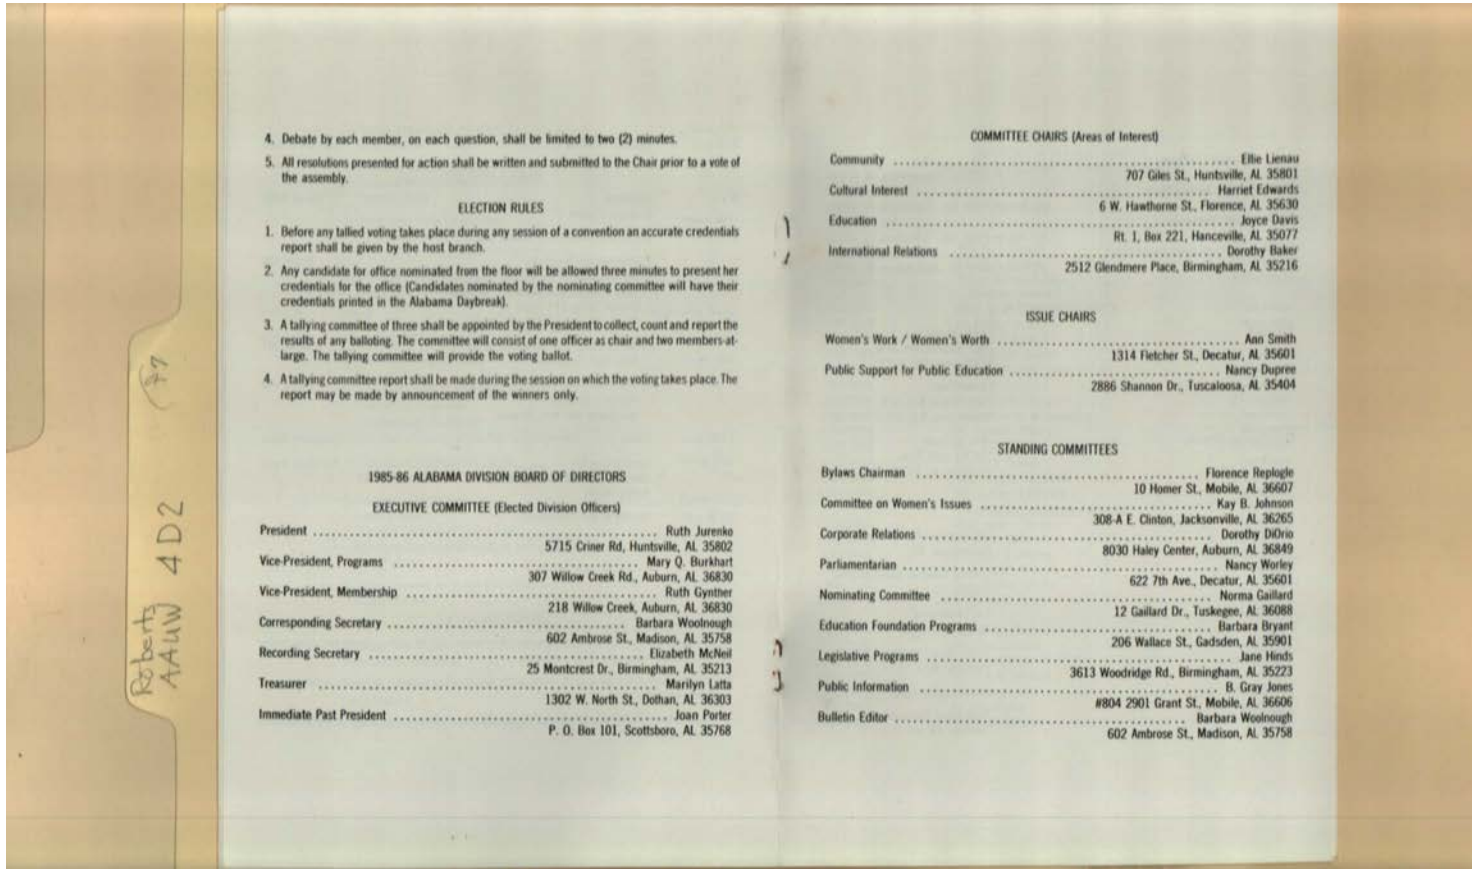 Roberts
AAUW 4D2
4. Debate by each member, on each question, shall be limited to two (2) minutes.
5. All resolutions presented for action shall be written and submitted to the Chair prior to a vote of
the assembly.
ELECTION RULES
1. Before any tallied voting takes place during any session of a convention an accurate credentials
report shall be given by the host branch.
2. Any candidate for office nominated from the floor will be allowed three minutes to present her
credentials for the office (Candidates nominated by the nominating committee will have their
credentials printed in the Alabama Daybreak).
3. A tallying committee of three shall be appointed by the President to collect, count and report the
results of any balloting. The committee will consist of one officer as chair and two members-at-
large. The tallying committee will provide the voting ballot.
4. A tallying committee report shall be made during the session on which the voting takes place. The
report may be made by announcement of the winners only.
1985-86 ALABAMA DIVISION BOARD OF DIRECTORS
EXECUTIVE COMMITTEE (Elected Division Officers)
President ........ Ruth Jurenko
5715 Criner Rd, Huntsville, AL 35802
Vice-President, Programs ........ Mary Q. Burkhart
307 Willow Creek Rd., Auburn, AL 36830
Vice-President, Membership ........ Ruth Gynther
218 Willow Creek, Auburn, AL 36830
Corresponding Secretary ........ Barbara Woolnough
602 Ambrose St., Madison, AL 35758
Recording Secretary ........ Elizabeth McNeil
25 Montcrest Dr., Birmingham, AL 35213
Treasurer ........ Marilyn Latta
1302 W. North St., Dothan, AL 36303
Immediate Past President ........ Joan Porter
P. O. Box 101, Scottsboro, AL 35768
COMMITTEE CHAIRS (Areas of Interest)
Community ........ Ellie Lienau
707 Giles St., Huntsville, AL 35801
Cultural Interest ........ Harriet Edwards
6 W. Hawthorne St., Florence, AL 35630
Education ........ Joyce Davis
Rt. 1, Box 221, Hanceville, AL 35077
International Relations ........ Dorothy Baker
2512 Glendmere Place, Birmingham, AL 35216
ISSUE CHAIRS
Women's Work / Women's Worth ........ Ann Smith
1314 Fletcher St., Decatur, AL 35601
Public Support for Public Education ........ Nancy Dupree
2886 Shannon Dr., Tuscaloosa, AL 35404
STANDING COMMITTEES
Bylaws Chairman ........ Florence Replogle
10 Homer St., Mobile, AL 36607
Committee on Women's Issues ........ Kay B. Johnson
308-A E. Clinton, Jacksonville, AL 36265
Corporate Relations ........ Dorothy DiOrio
8030 Haley Center, Auburn, AL 36849
Parliamentarian ........ Nancy Worley
622 7th Ave., Decatur, AL 35601
Nominating Committee ........ Norma Gaillard
12 Gaillard Dr., Tuskegee, AL 36088
Education Foundation Programs ........ Barbara Bryant
206 Wallace St., Gadsden, AL 35901
Legislative Programs ........ Jane Hinds
3613 Woodridge Rd., Birmingham, AL 35223
Public Information ........ B. Gray Jones
#804 2901 Grant St., Mobile, AL 36606
Bulletin Editor ........ Barbara Woolnough
602 Ambrose St., Madison, AL 35758